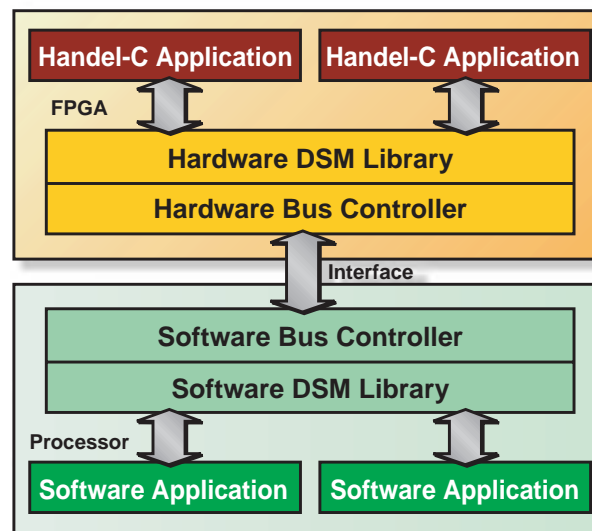 Handel-C Application
Handel-C Application
FPGA
Hardware DSM Library
Hardware Bus Controller
Interface
Software Bus Controller
Software DSM Library
Processor
Software Application
Software Application